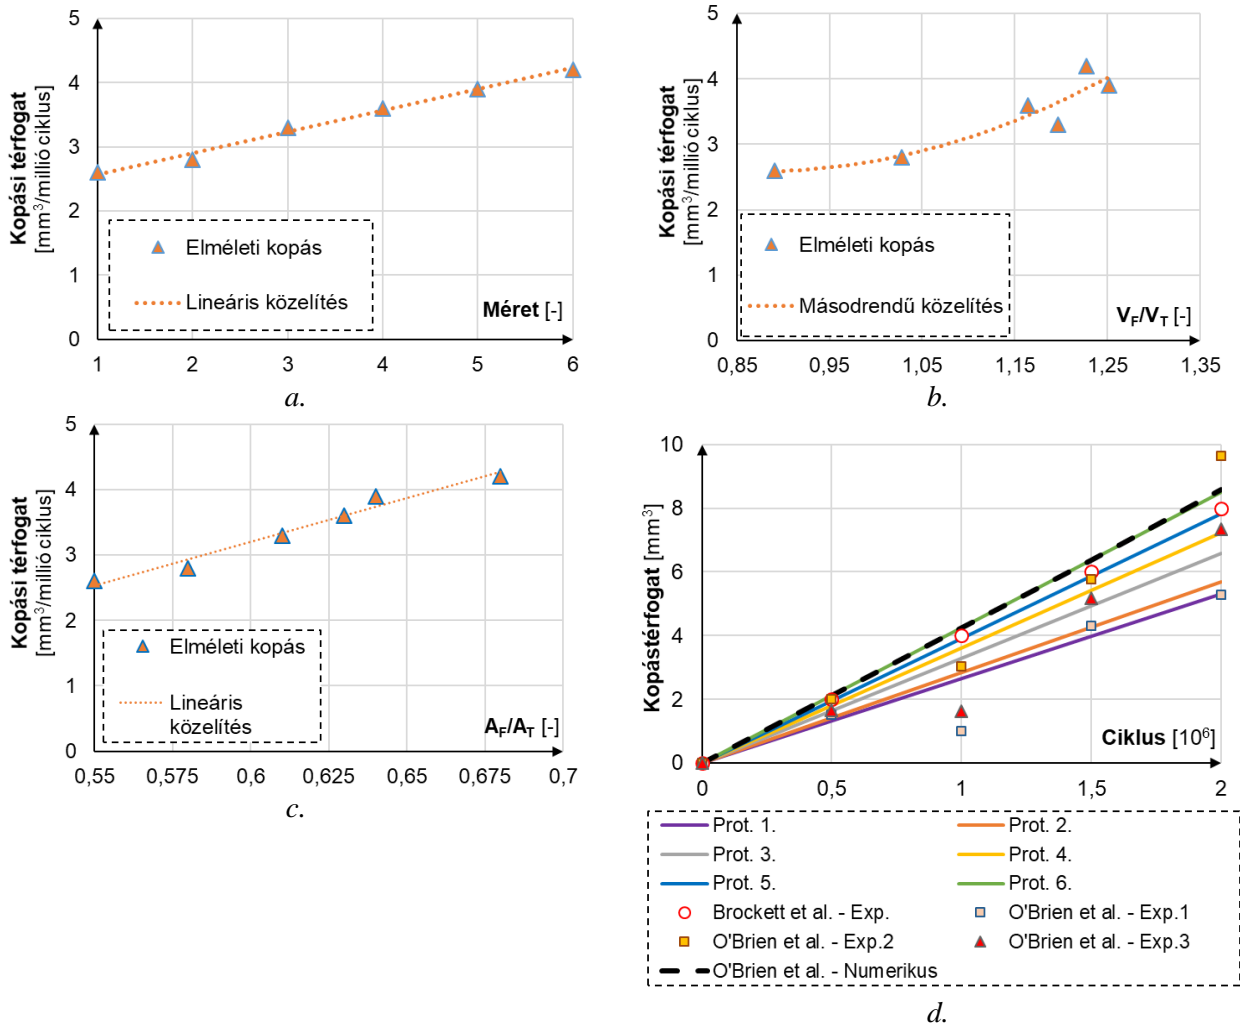 5
4
3
2
1
0
Kopási térfogat
[mm³/millió ciklus]
Elméleti kopás
Lineáris közelítés
Méret [-]
1 2 3 4 5 6
a.
5
4
3
2
1
0
Kopási térfogat
[mm³/millió ciklus]
Elméleti kopás
Másodrendű közelítés
V_F/V_T [-]
0,85 0,95 1,05 1,15 1,25 1,35
b.
5
4
3
2
1
0
Kopási térfogat
[mm³/millió ciklus]
Elméleti kopás
Lineáris
közelítés
A_F/A_T [-]
0,55 0,575 0,6 0,625 0,65 0,675 0,7
c.
10
8
6
4
2
0
Kopástérfogat [mm³]
Ciklus [10⁶]
0 0,5 1 1,5 2
Prot. 1. Prot. 2.
Prot. 3. Prot. 4.
Prot. 5. Prot. 6.
Brockett et al. - Exp. O'Brien et al. - Exp.1
O'Brien et al. - Exp.2 O'Brien et al. - Exp.3
O'Brien et al. - Numerikus
d.